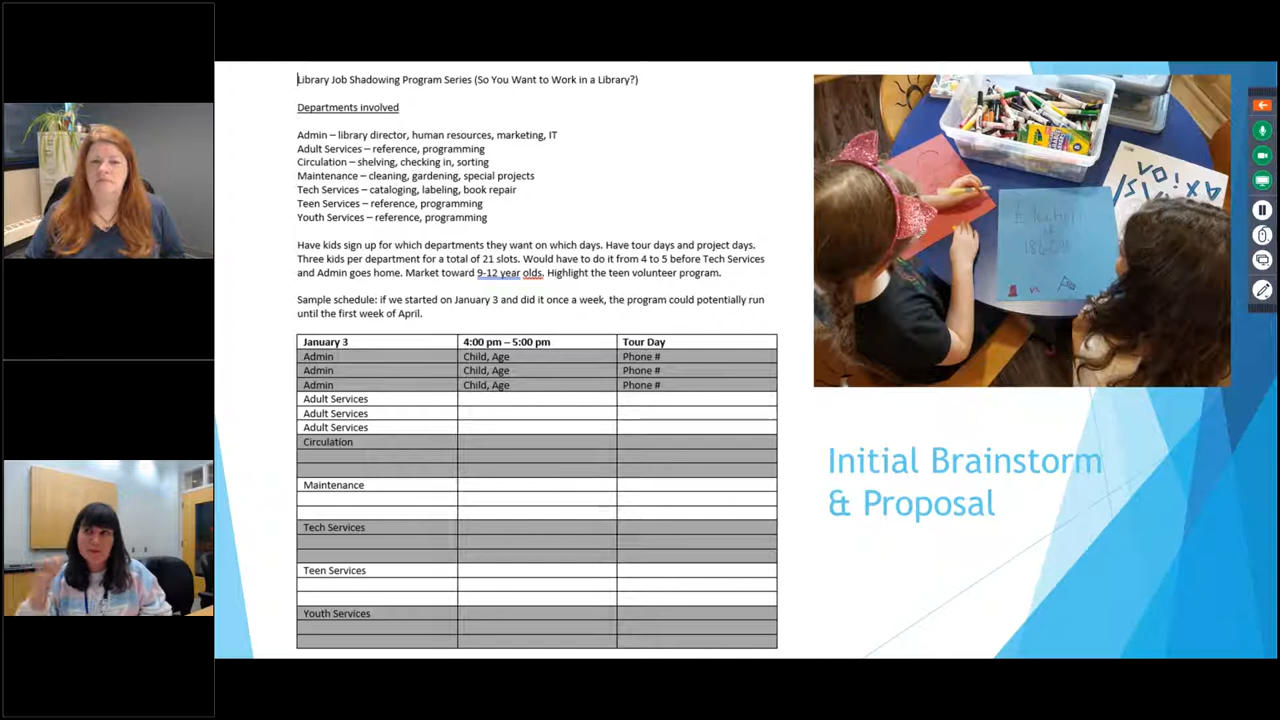 Library Job Shadowing Program Series (So You Want to Work in a Library?)
Departments involved
Admin – library director, human resources, marketing, IT
Adult Services – reference, programming
Circulation – shelving, checking in, sorting
Maintenance – cleaning, gardening, special projects
Tech Services – cataloging, labeling, book repair
Teen Services – reference, programming
Youth Services – reference, programming
Have kids sign up for which departments they want on which days. Have tour days and project days.
Three kids per department for a total of 21 slots. Would have to do it from 4 to 5 before Tech Services
and Admin goes home. Market toward 9-12 year olds. Highlight the teen volunteer program.
Sample schedule: if we started on January 3 and did it once a week, the program could potentially run
until the first week of April.
January 3 4:00 pm – 5:00 pm Tour Day
Admin Child, Age Phone #
Admin Child, Age Phone #
Admin Child, Age Phone #
Adult Services
Adult Services
Adult Services
Circulation
Maintenance
Tech Services
Teen Services
Youth Services
Initial Brainstorm
& Proposal